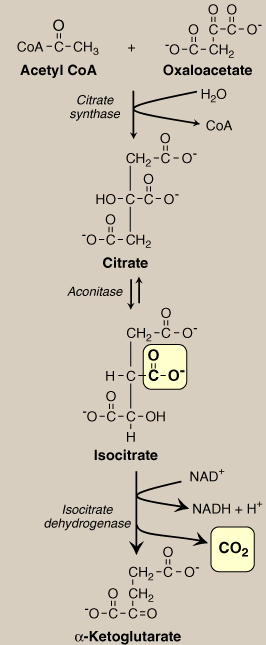 O
CoA-C-CH₃
+
O O
C-C-O⁻
⁻O-C-CH₂
O
Acetyl CoA
Oxaloacetate
Citrate
synthase
H₂O
CoA
O
CH₂-C-O⁻
O
HO-C-C-O⁻
O
⁻O-C-CH₂
Citrate
Aconitase
O
CH₂-C-O⁻
O
H-C-C-O⁻
O
⁻O-C-C-OH
H
Isocitrate
NAD⁺
Isocitrate
dehydrogenase
NADH + H⁺
CO₂
O
CH₂-C-O⁻
O CH₂
⁻O-C-C=O
α-Ketoglutarate